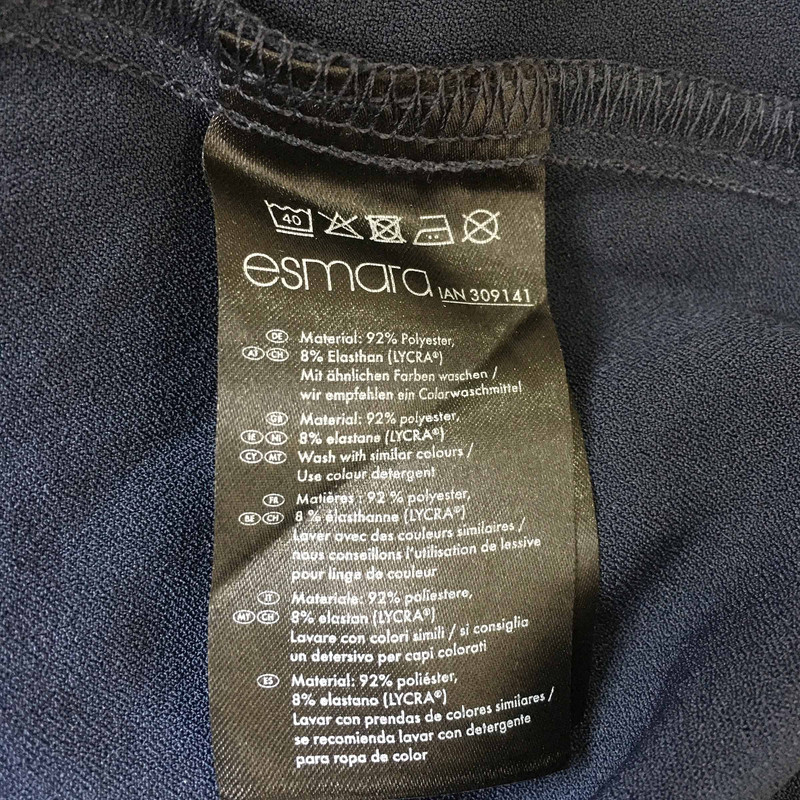 40
esmara IAN 309141
DE Material: 92% Polyester,
AT CH 8% Elasthan (LYCRA®)
Mit ähnlichen Farben waschen /
wir empfehlen ein Colorwaschmittel
GB Material: 92% polyester,
IE NI 8% elastane (LYCRA®)
CY MT Wash with similar colours /
Use colour detergent
FR Matières : 92 % polyester,
BE CH 8 % élasthanne (LYCRA®)
Laver avec des couleurs similaires /
nous conseillons l'utilisation de lessive
pour linge de couleur
IT Materiale: 92% poliestere,
MT CH 8% elastan (LYCRA®)
Lavare con colori simili / si consiglia
un detersivo per capi colorati
ES Material: 92% poliéster,
8% elastano (LYCRA®)
Lavar con prendas de colores similares /
se recomienda lavar con detergente
para ropa de color